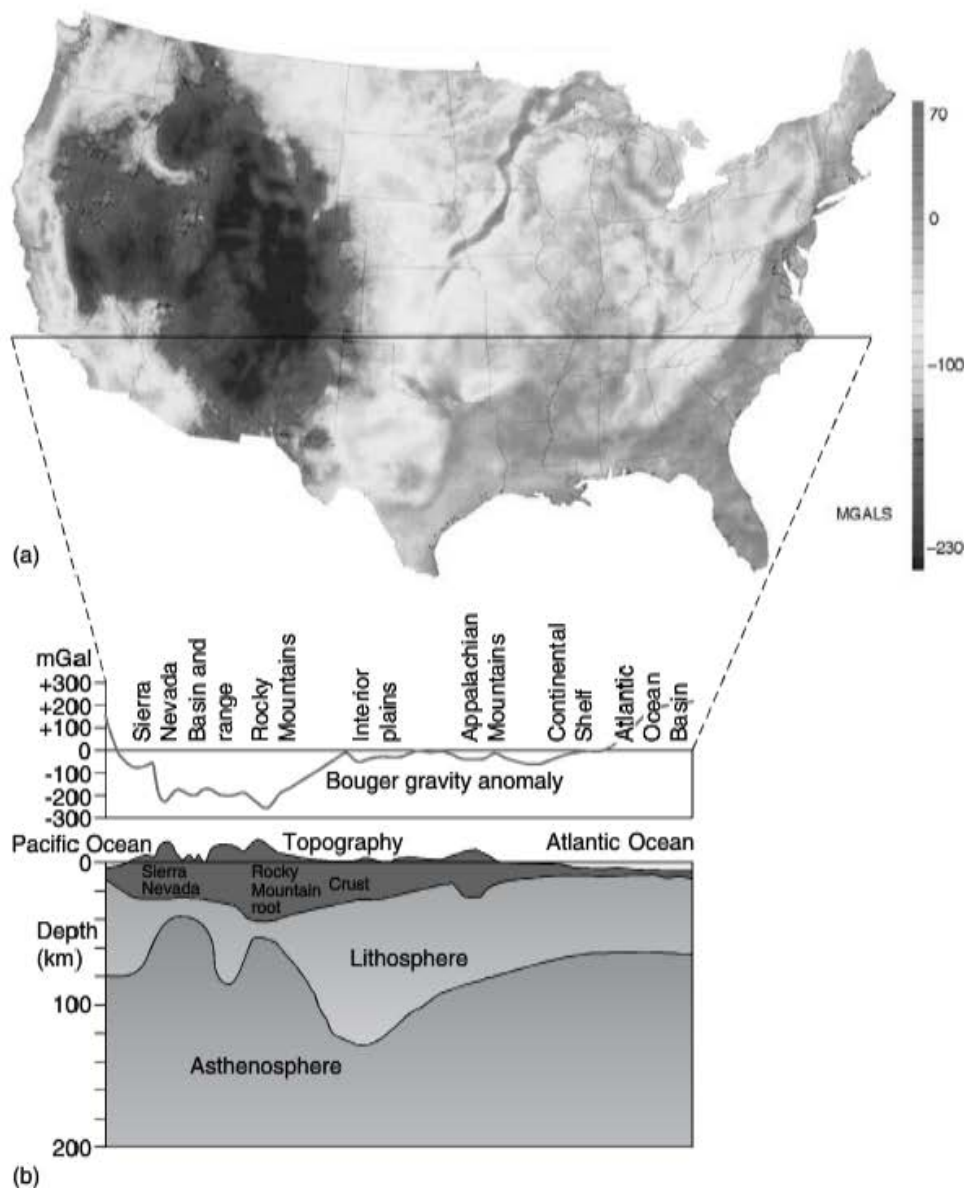 70
0
−100
MGALS
−230
(a)
mGal
+300
+200
+100
0
-100
-200
-300
Sierra
Nevada
Basin and
range
Rocky
Mountains
Interior
plains
Appalachian
Mountains
Continental
Shelf
Atlantic
Ocean
Basin
Bouger gravity anomaly
Pacific Ocean
Topography
Atlantic Ocean
0
Sierra
Nevada
Rocky
Mountain
root
Crust
Depth
(km)
Lithosphere
100
Asthenosphere
200
(b)